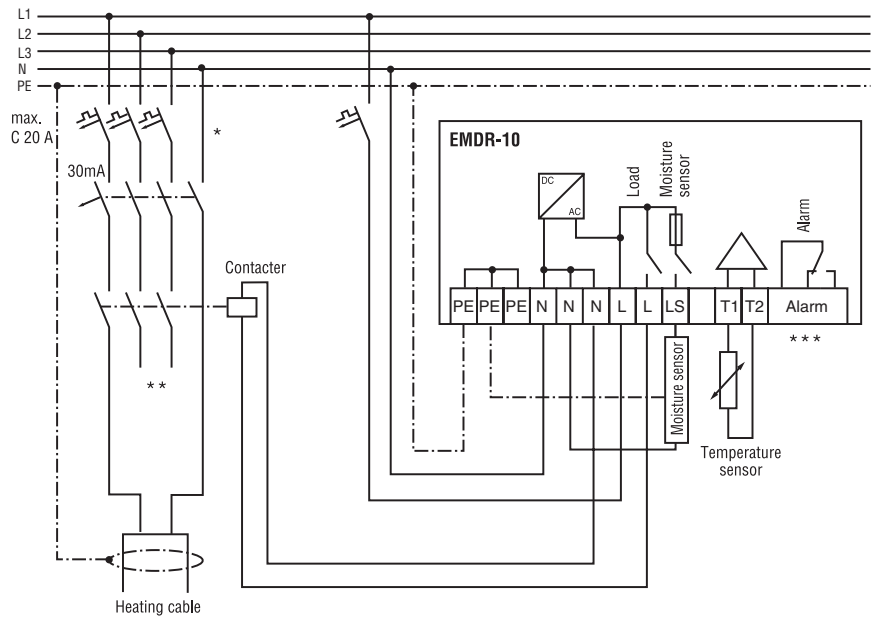 L1
L2
L3
N
PE
max.
C 20 A
*
30mA
Contacter
* *
Heating cable
EMDR-10
DC
AC
Load
Moisture
sensor
Alarm
PE PE PE N N N L L LS T1 T2 Alarm
* * *
Moisture sensor
Temperature
sensor